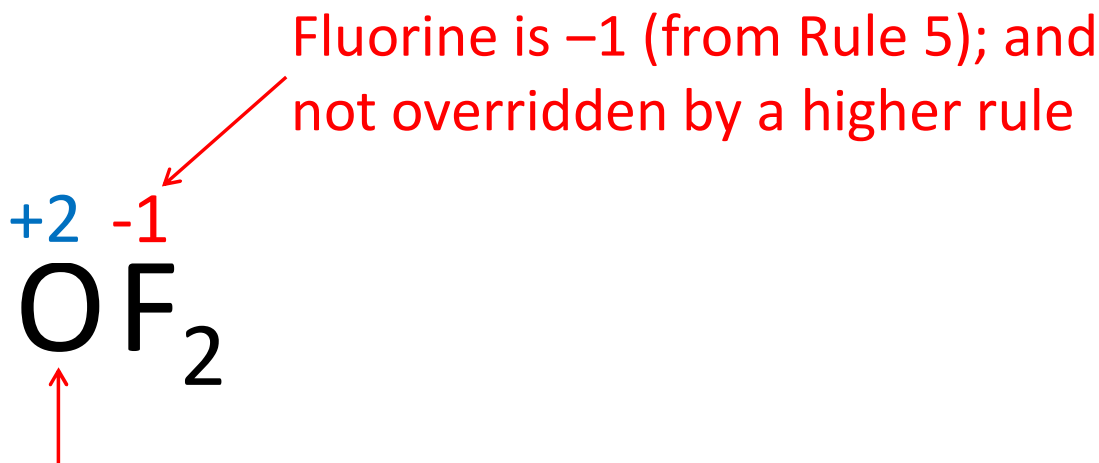 Fluorine is –1 (from Rule 5); and
not overridden by a higher rule
+2 -1
OF2